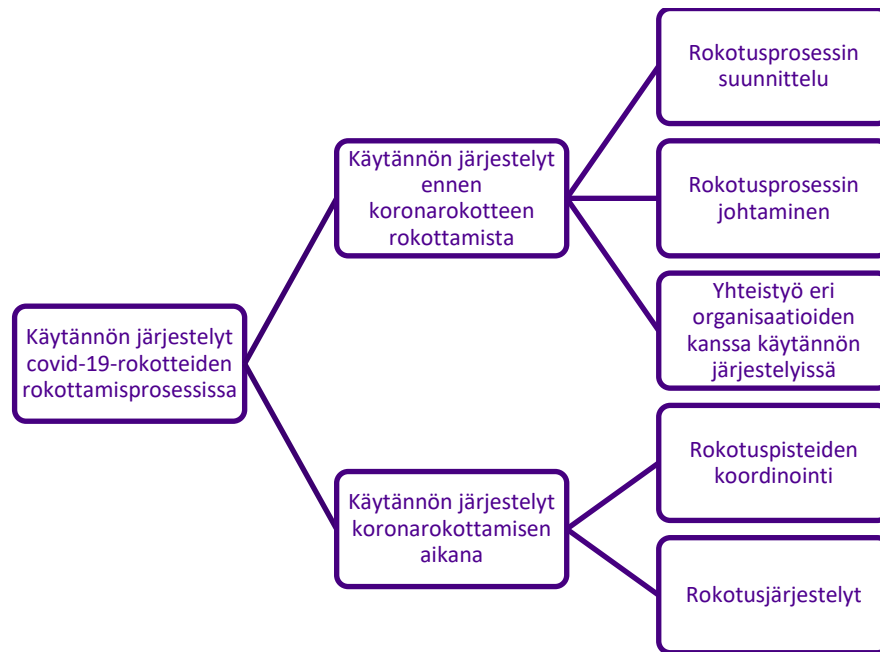 Käytännön järjestelyt
covid-19-rokotteiden
rokottamisprosessissa
Käytännön järjestelyt
ennen
koronarokotteen
rokottamista
Rokotusprosessin
suunnittelu
Rokotusprosessin
johtaminen
Yhteistyö eri
organisaatioiden
kanssa käytännön
järjestelyissä
Käytännön järjestelyt
koronarokottamisen
aikana
Rokotuspisteiden
koordinointi
Rokotusjärjestelyt